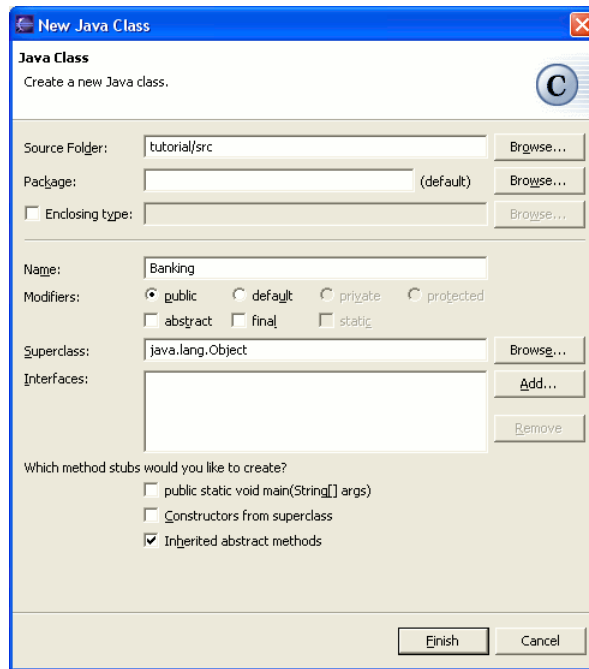 New Java Class
Java Class
Create a new Java class.
C
Source Folder: tutorial/src Browse...
Package: (default) Browse...
Enclosing type: Browse...
Name: Banking
Modifiers: public default private protected
abstract final static
Superclass: java.lang.Object Browse...
Interfaces: Add...
Remove
Which method stubs would you like to create?
public static void main(String[] args)
Constructors from superclass
Inherited abstract methods
Finish Cancel